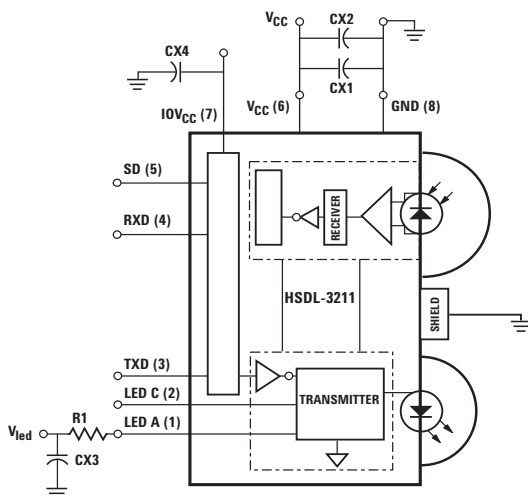 VCC
CX2
CX4
CX1
IOVCC (7)
VCC (6)
GND (8)
SD (5)
RXD (4)
RECEIVER
HSDL-3211
SHIELD
TXD (3)
LED C (2)
TRANSMITTER
Vled
R1
LED A (1)
CX3